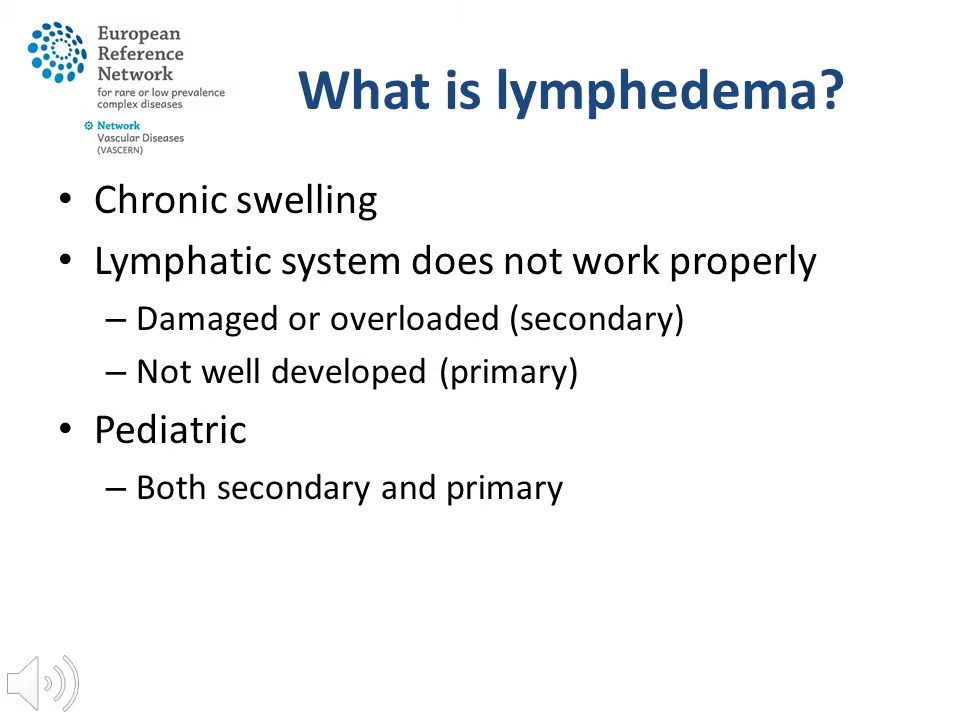 European
Reference
Network
for rare or low prevalence
complex diseases
Network
Vascular Diseases
(VASCERN)
What is lymphedema?
• Chronic swelling
• Lymphatic system does not work properly
– Damaged or overloaded (secondary)
– Not well developed (primary)
• Pediatric
– Both secondary and primary